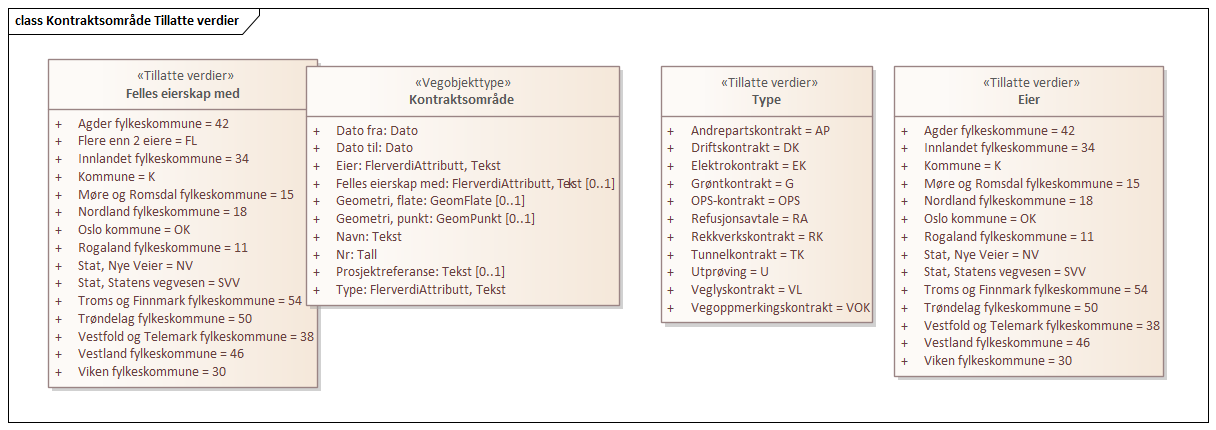 class Kontraktsområde Tillatte verdier
«Tillatte verdier»
Felles eierskap med
+ Agder fylkeskommune = 42
+ Flere enn 2 eiere = FL
+ Innlandet fylkeskommune = 34
+ Kommune = K
+ Møre og Romsdal fylkeskommune = 15
+ Nordland fylkeskommune = 18
+ Oslo kommune = OK
+ Rogaland fylkeskommune = 11
+ Stat, Nye Veier = NV
+ Stat, Statens vegvesen = SVV
+ Troms og Finnmark fylkeskommune = 54
+ Trøndelag fylkeskommune = 50
+ Vestfold og Telemark fylkeskommune = 38
+ Vestland fylkeskommune = 46
+ Viken fylkeskommune = 30
«Vegobjekttype»
Kontraktsområde
+ Dato fra: Dato
+ Dato til: Dato
+ Eier: FlerverdiAttributt, Tekst
+ Felles eierskap med: FlerverdiAttributt, Tekst [0..1]
+ Geometri, flate: GeomFlate [0..1]
+ Geometri, punkt: GeomPunkt [0..1]
+ Navn: Tekst
+ Nr: Tall
+ Prosjektreferanse: Tekst [0..1]
+ Type: FlerverdiAttributt, Tekst
«Tillatte verdier»
Type
+ Andrepartskontrakt = AP
+ Driftskontrakt = DK
+ Elektrokontrakt = EK
+ Grøntkontrakt = G
+ OPS-kontrakt = OPS
+ Refusjonsavtale = RA
+ Rekkverkskontrakt = RK
+ Tunnelkontrakt = TK
+ Utprøving = U
+ Veglyskontrakt = VL
+ Vegoppmerkingskontrakt = VOK
«Tillatte verdier»
Eier
+ Agder fylkeskommune = 42
+ Innlandet fylkeskommune = 34
+ Kommune = K
+ Møre og Romsdal fylkeskommune = 15
+ Nordland fylkeskommune = 18
+ Oslo kommune = OK
+ Rogaland fylkeskommune = 11
+ Stat, Nye Veier = NV
+ Stat, Statens vegvesen = SVV
+ Troms og Finnmark fylkeskommune = 54
+ Trøndelag fylkeskommune = 50
+ Vestfold og Telemark fylkeskommune = 38
+ Vestland fylkeskommune = 46
+ Viken fylkeskommune = 30